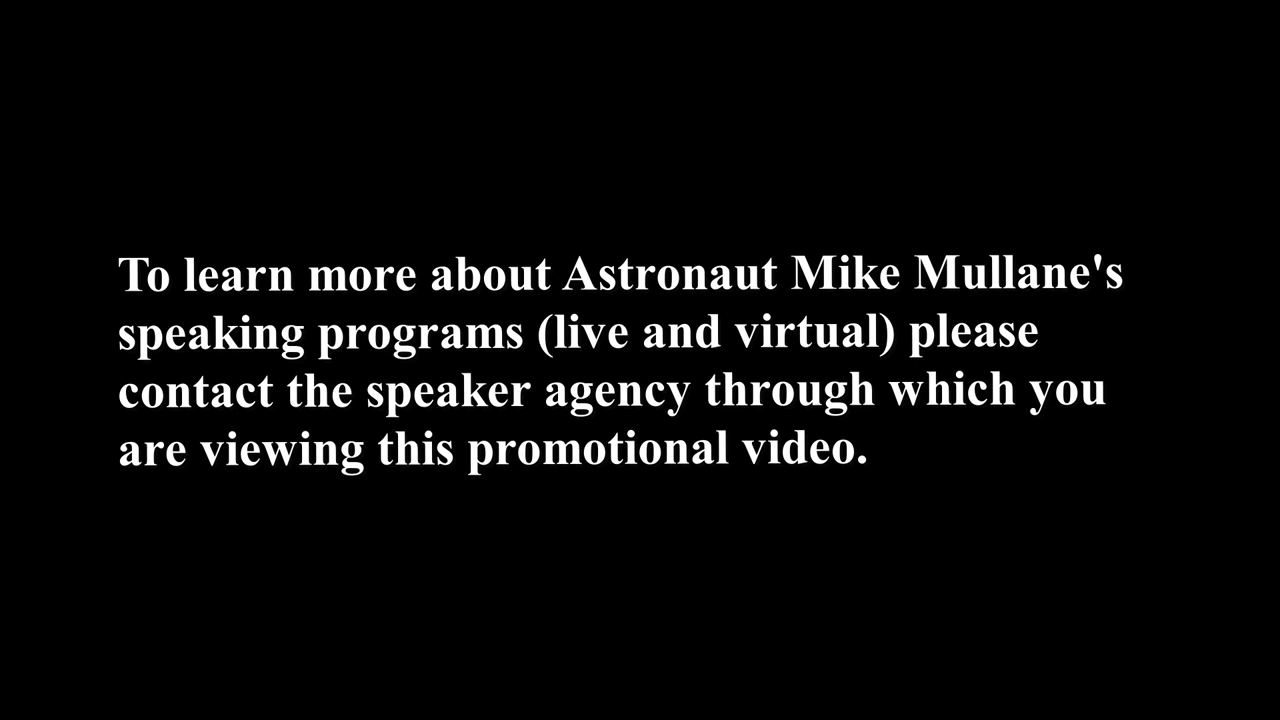 To learn more about Astronaut Mike Mullane's
speaking programs (live and virtual) please
contact the speaker agency through which you
are viewing this promotional video.